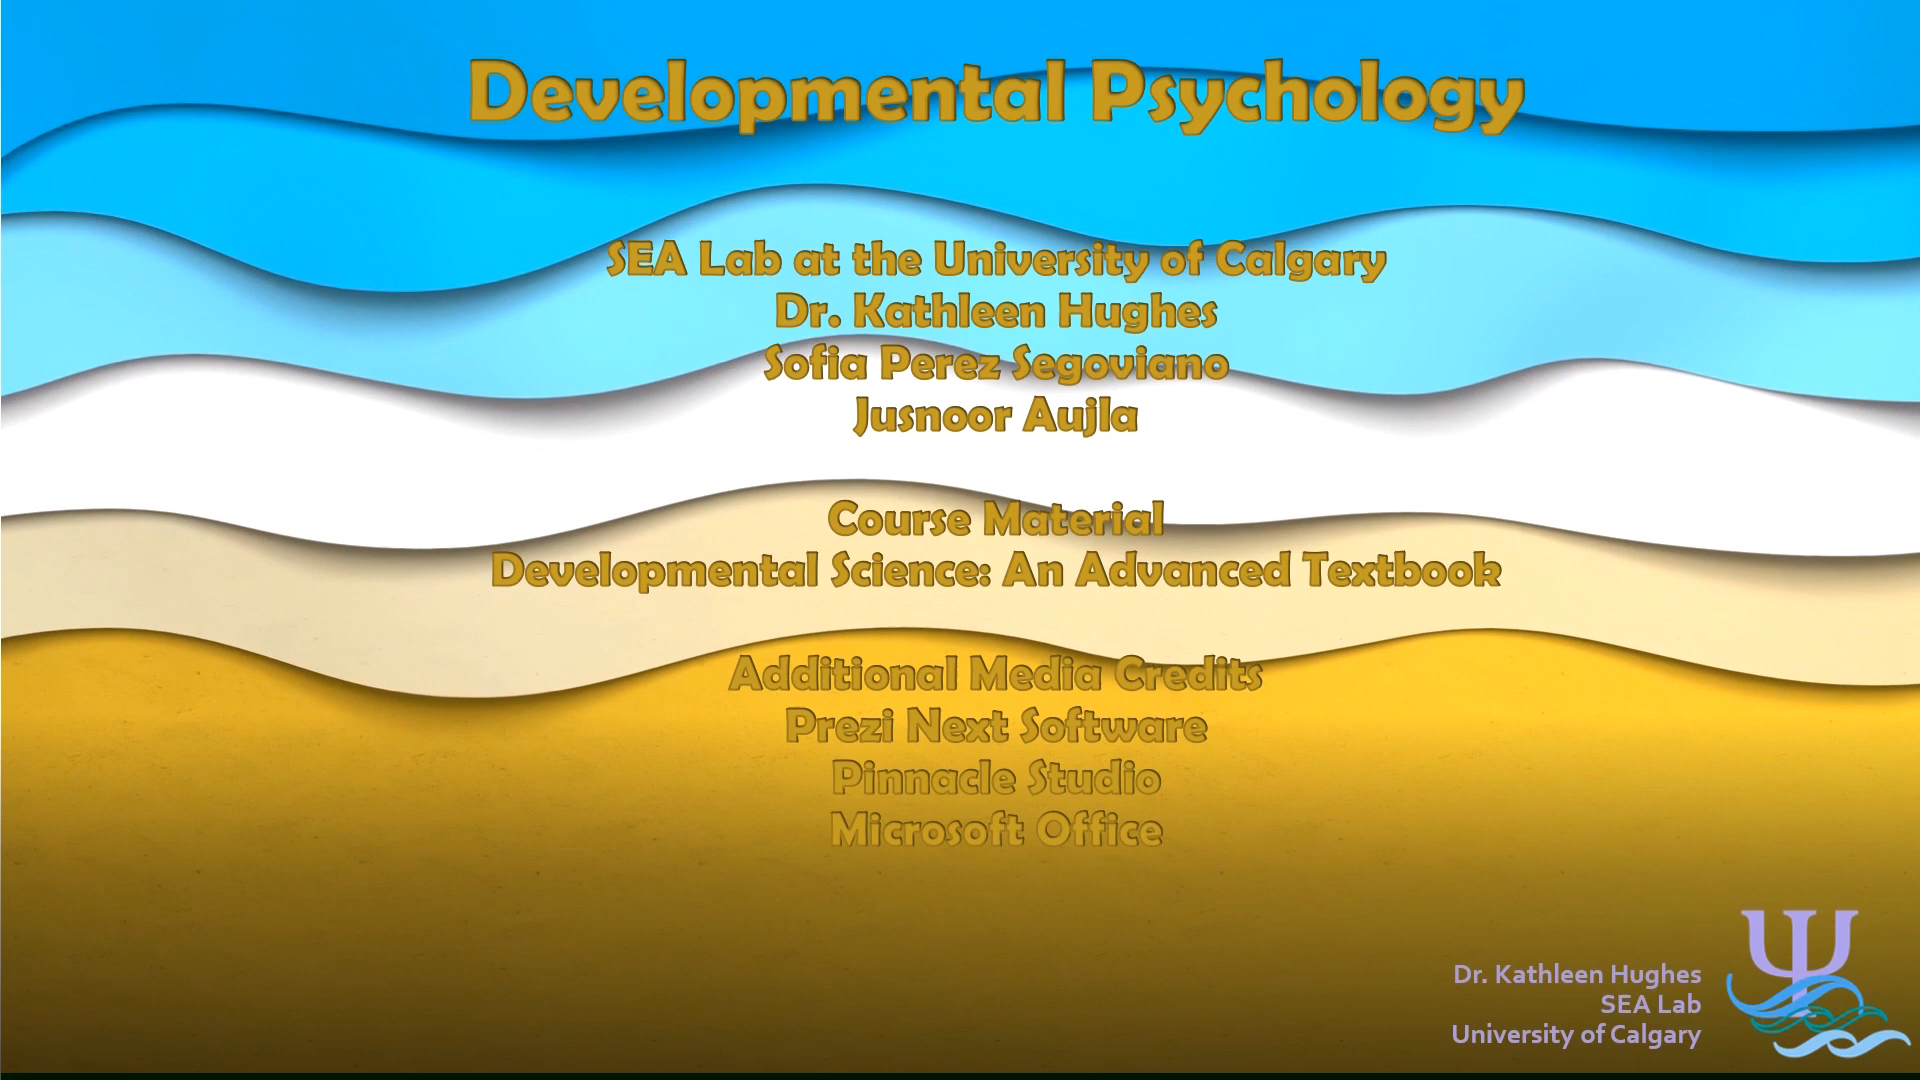 Developmental Psychology
SEA Lab at the University of Calgary
Dr. Kathleen Hughes
Sofia Perez Segoviano
Jusnoor Aujla
Course Material
Developmental Science: An Advanced Textbook
Additional Media Credits
Prezi Next Software
Pinnacle Studio
Microsoft Office
Dr. Kathleen Hughes
SEA Lab
University of Calgary
Ψ